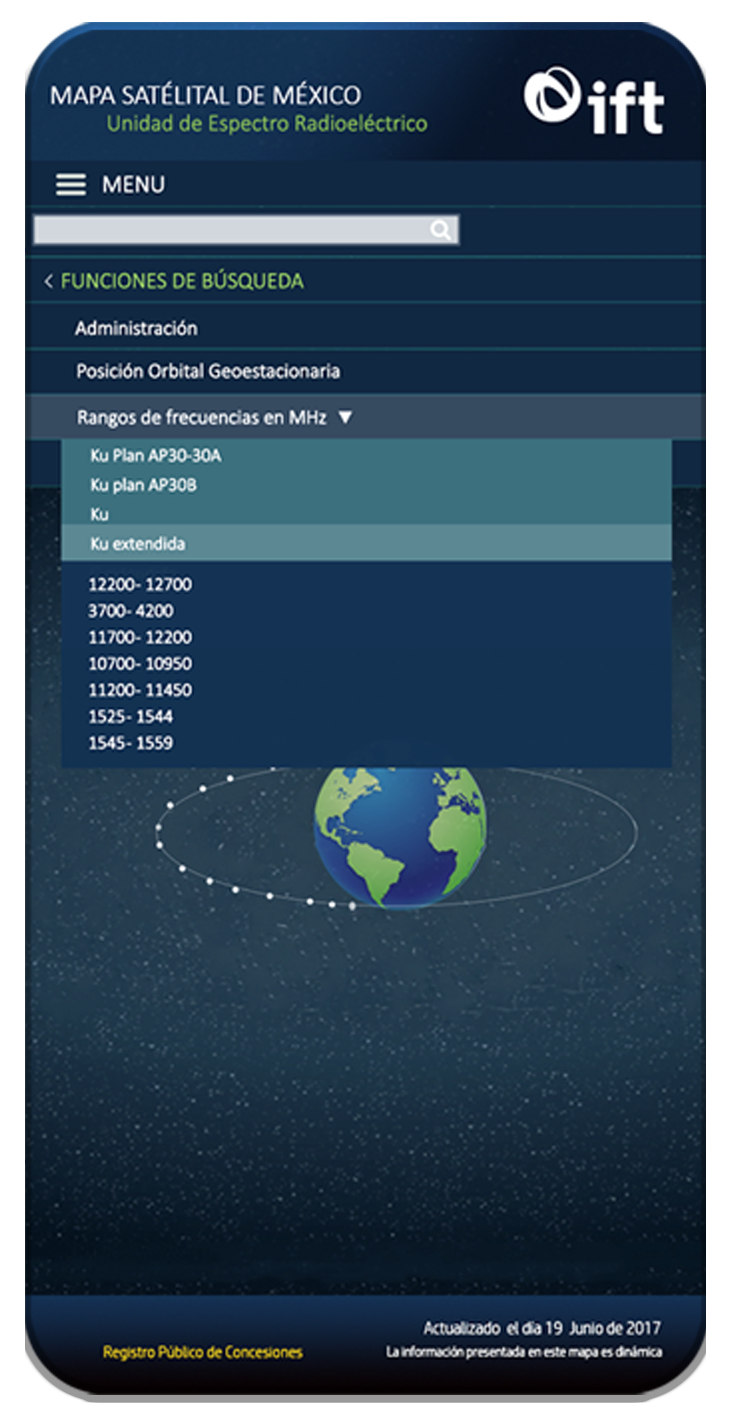 MAPA SATÉLITAL DE MÉXICO
Unidad de Espectro Radioeléctrico
ift
MENU
< FUNCIONES DE BÚSQUEDA
Administración
Posición Orbital Geoestacionaria
Rangos de frecuencias en MHz ▼
Ku Plan AP30-30A
Ku plan AP30B
Ku
Ku extendida
12200- 12700
3700- 4200
11700- 12200
10700- 10950
11200- 11450
1525- 1544
1545- 1559
Actualizado el día 19 Junio de 2017
Registro Público de Concesiones
La información presentada en este mapa es dinámica